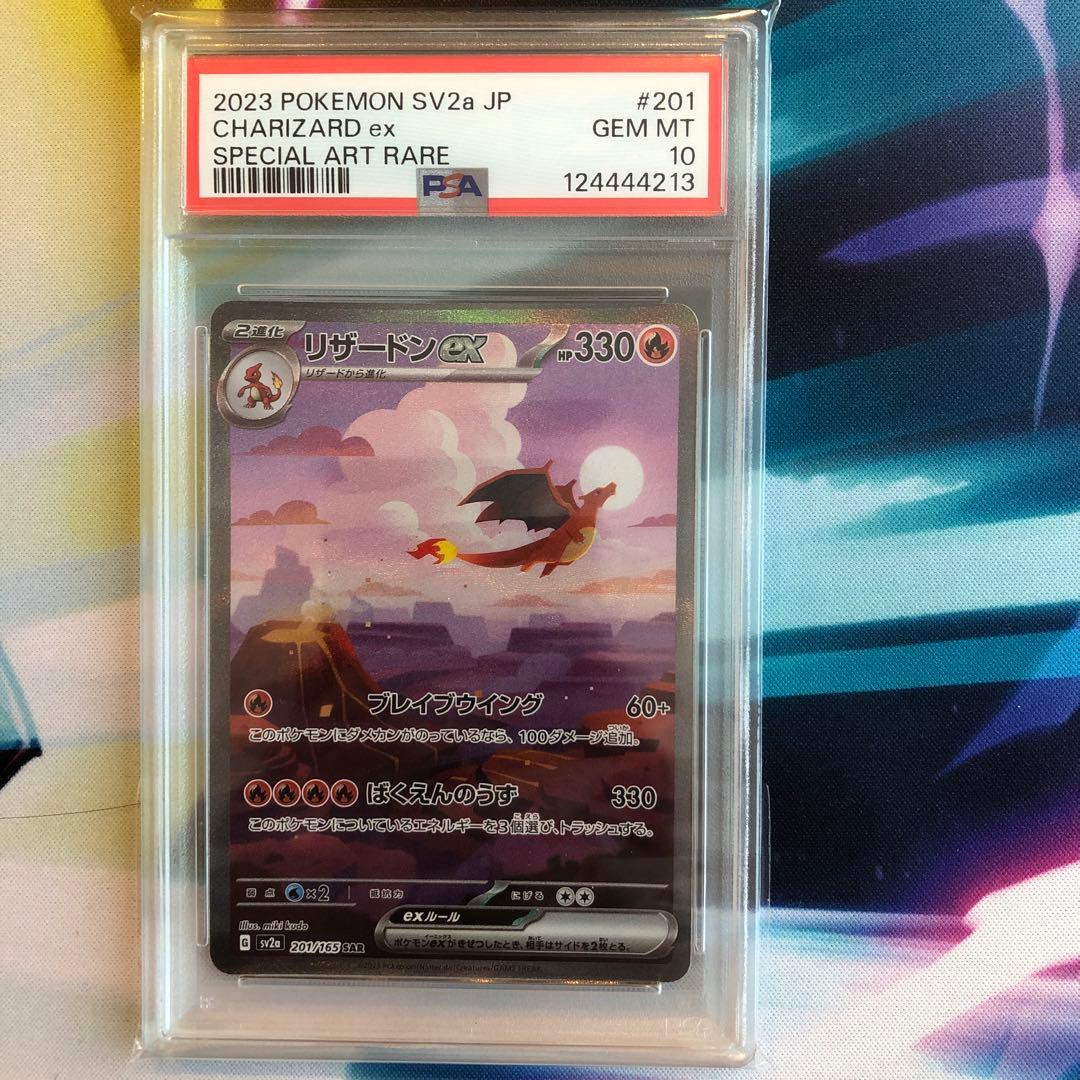 2023 POKEMON SV2a JP #201
CHARIZARD ex GEM MT
SPECIAL ART RARE 10
PSA 124444213
2進化 リザードンex HP330
リザードから進化
ブレイブウイング 60+
このポケモンにダメカンがのっているなら、100ダメージ追加。
ばくえんのうず 330
このポケモンについているエネルギーを3個選び、トラッシュする。
弱点 ×2 抵抗力 にげる
Illus. miki kudo
exルール
ポケモンexがきぜつしたとき、相手はサイドを2枚とる。
G sv2a 201/165 SAR
©2023 Pokémon/Nintendo/Creatures/GAME FREAK.